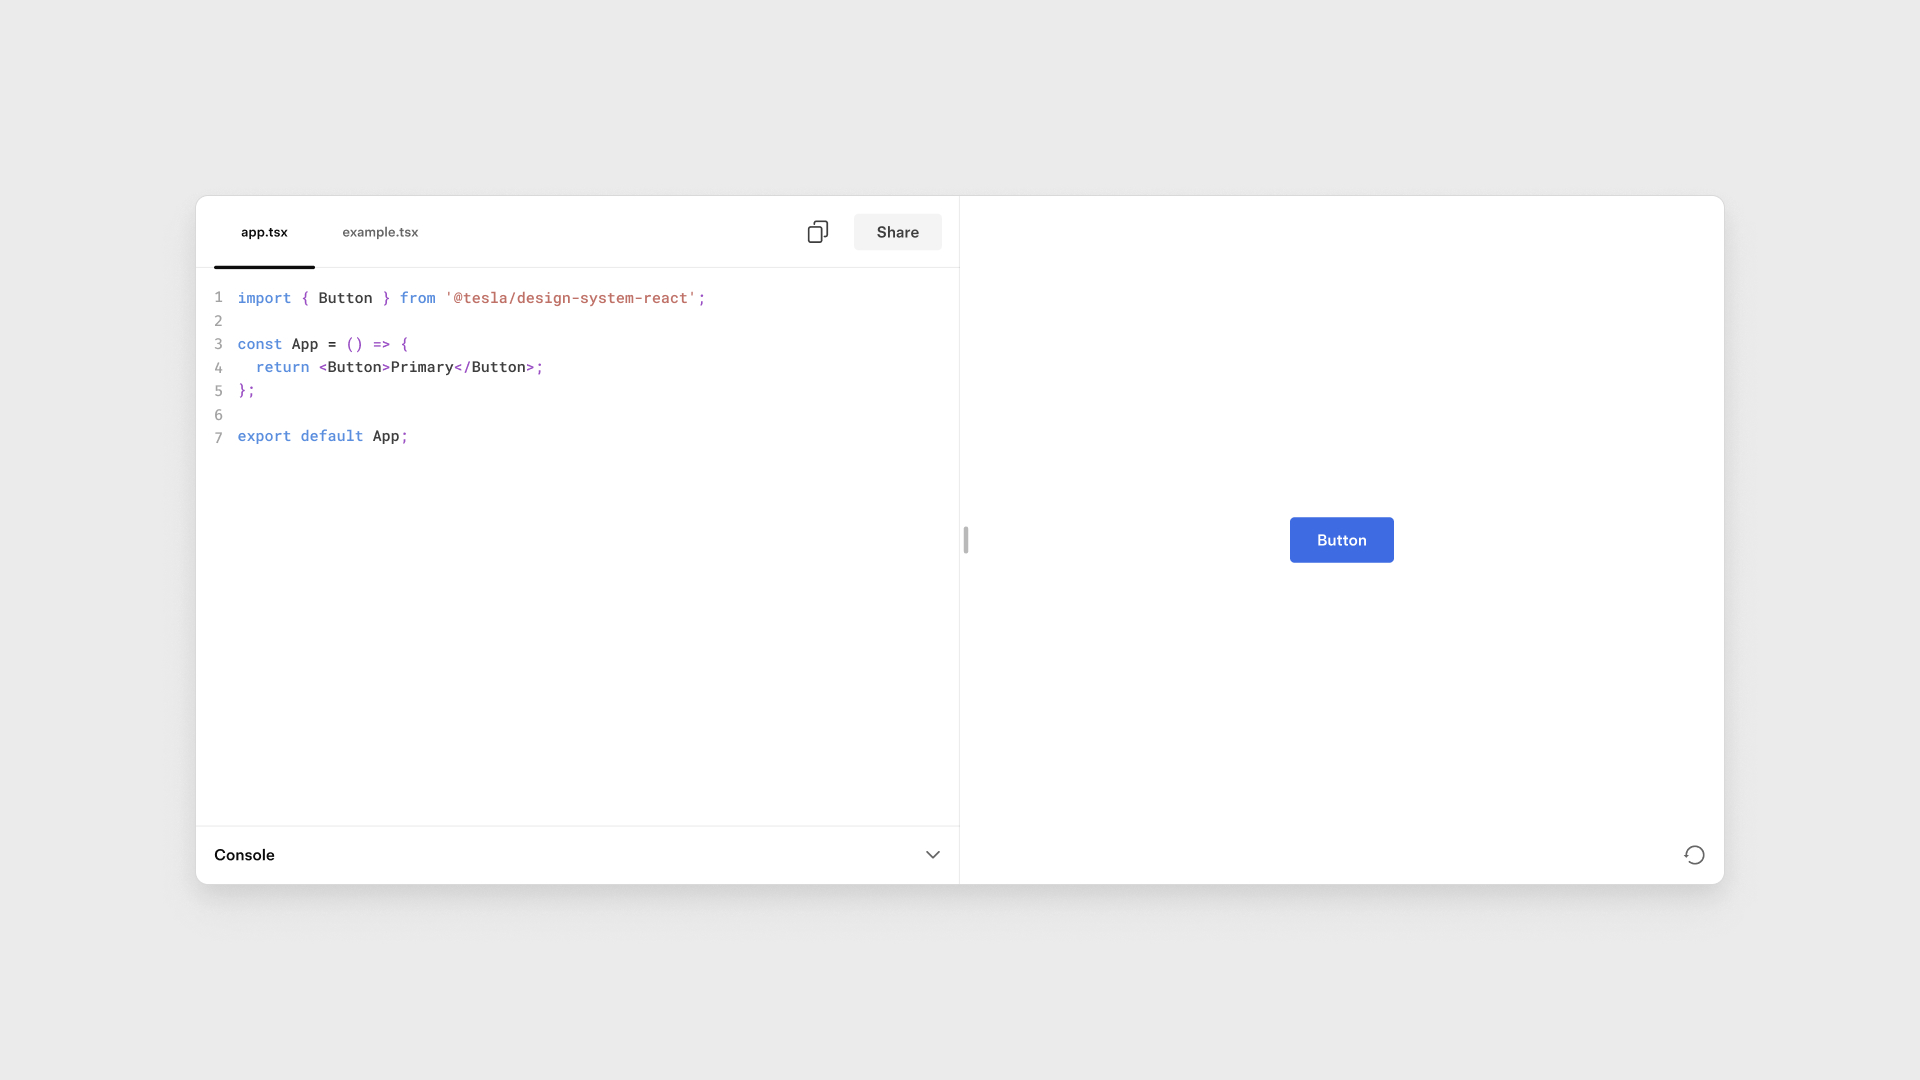 app.tsx
example.tsx
Share
1 import { Button } from '@tesla/design-system-react';
2
3 const App = () => {
4   return <Button>Primary</Button>;
5 };
6
7 export default App;
Button
Console